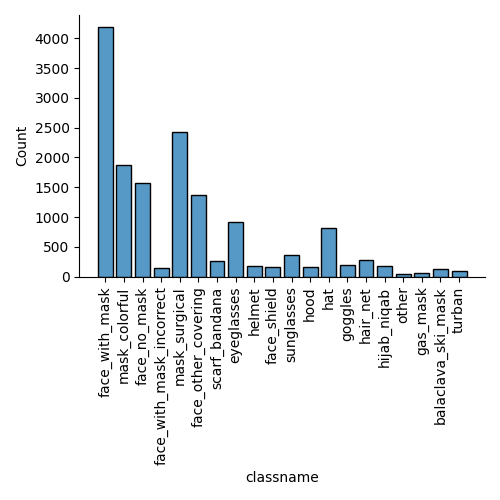 4000
3500
3000
2500
2000
1500
1000
500
0
Count
face_with_mask
mask_colorful
face_no_mask
face_with_mask_incorrect
mask_surgical
face_other_covering
scarf_bandana
eyeglasses
helmet
face_shield
sunglasses
hood
hat
goggles
hair_net
hijab_niqab
other
gas_mask
balaclava_ski_mask
turban
classname